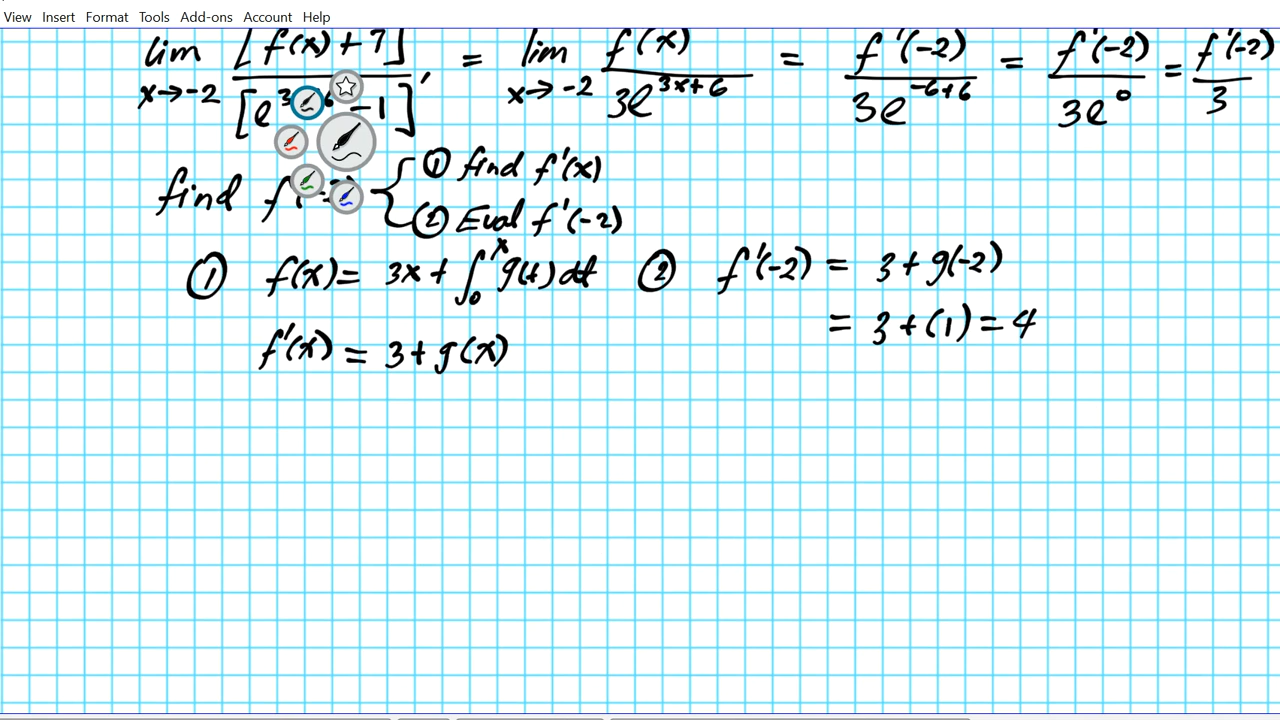 View Insert Format Tools Add-ons Account Help
lim x→-2 [f(x)+7]' / [e^3 6 -1]' = lim x→-2 f'(x) / 3e^(3x+6) = f'(-2) / 3e^(-6+6) = f'(-2) / 3e^0 = f'(-2) / 3
find { ① find f'(x)
② Eval f'(-2)
① f(x) = 3x + ∫₀ˣ g(t) dt ② f'(-2) = 3 + g(-2)
= 3 + (1) = 4
f'(x) = 3 + g(x)